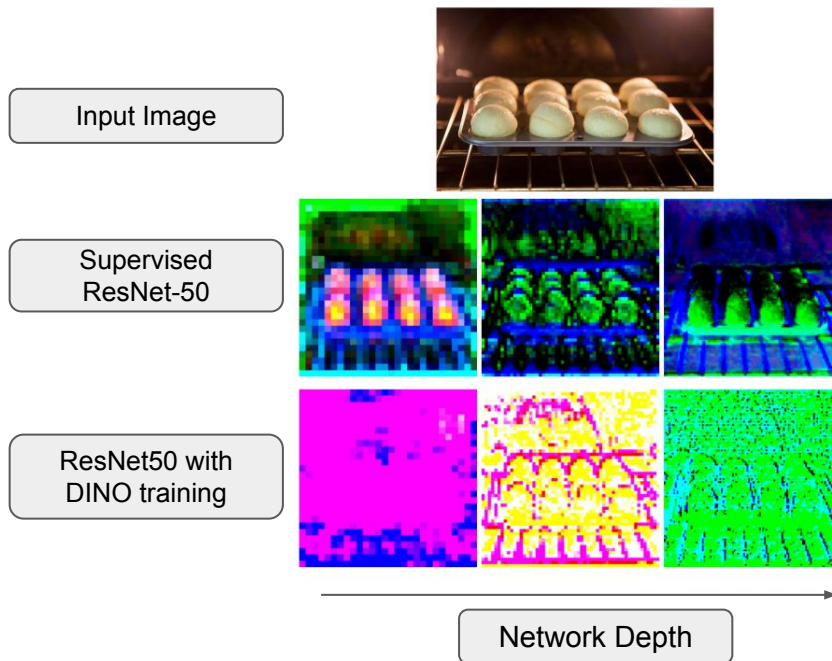 Input Image
Supervised
ResNet-50
ResNet50 with
DINO training
Network Depth